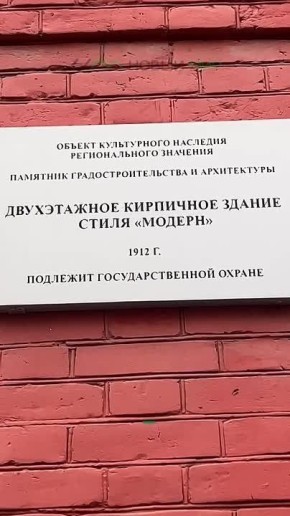 ОБЪЕКТ КУЛЬТУРНОГО НАСЛЕДИЯ
РЕГИОНАЛЬНОГО ЗНАЧЕНИЯ
ПАМЯТНИК ГРАДОСТРОИТЕЛЬСТВА И АРХИТЕКТУРЫ
ДВУХЭТАЖНОЕ КИРПИЧНОЕ ЗДАНИЕ
СТИЛЯ «МОДЕРН»
1912 Г.
ПОДЛЕЖИТ ГОСУДАРСТВЕННОЙ ОХРАНЕ